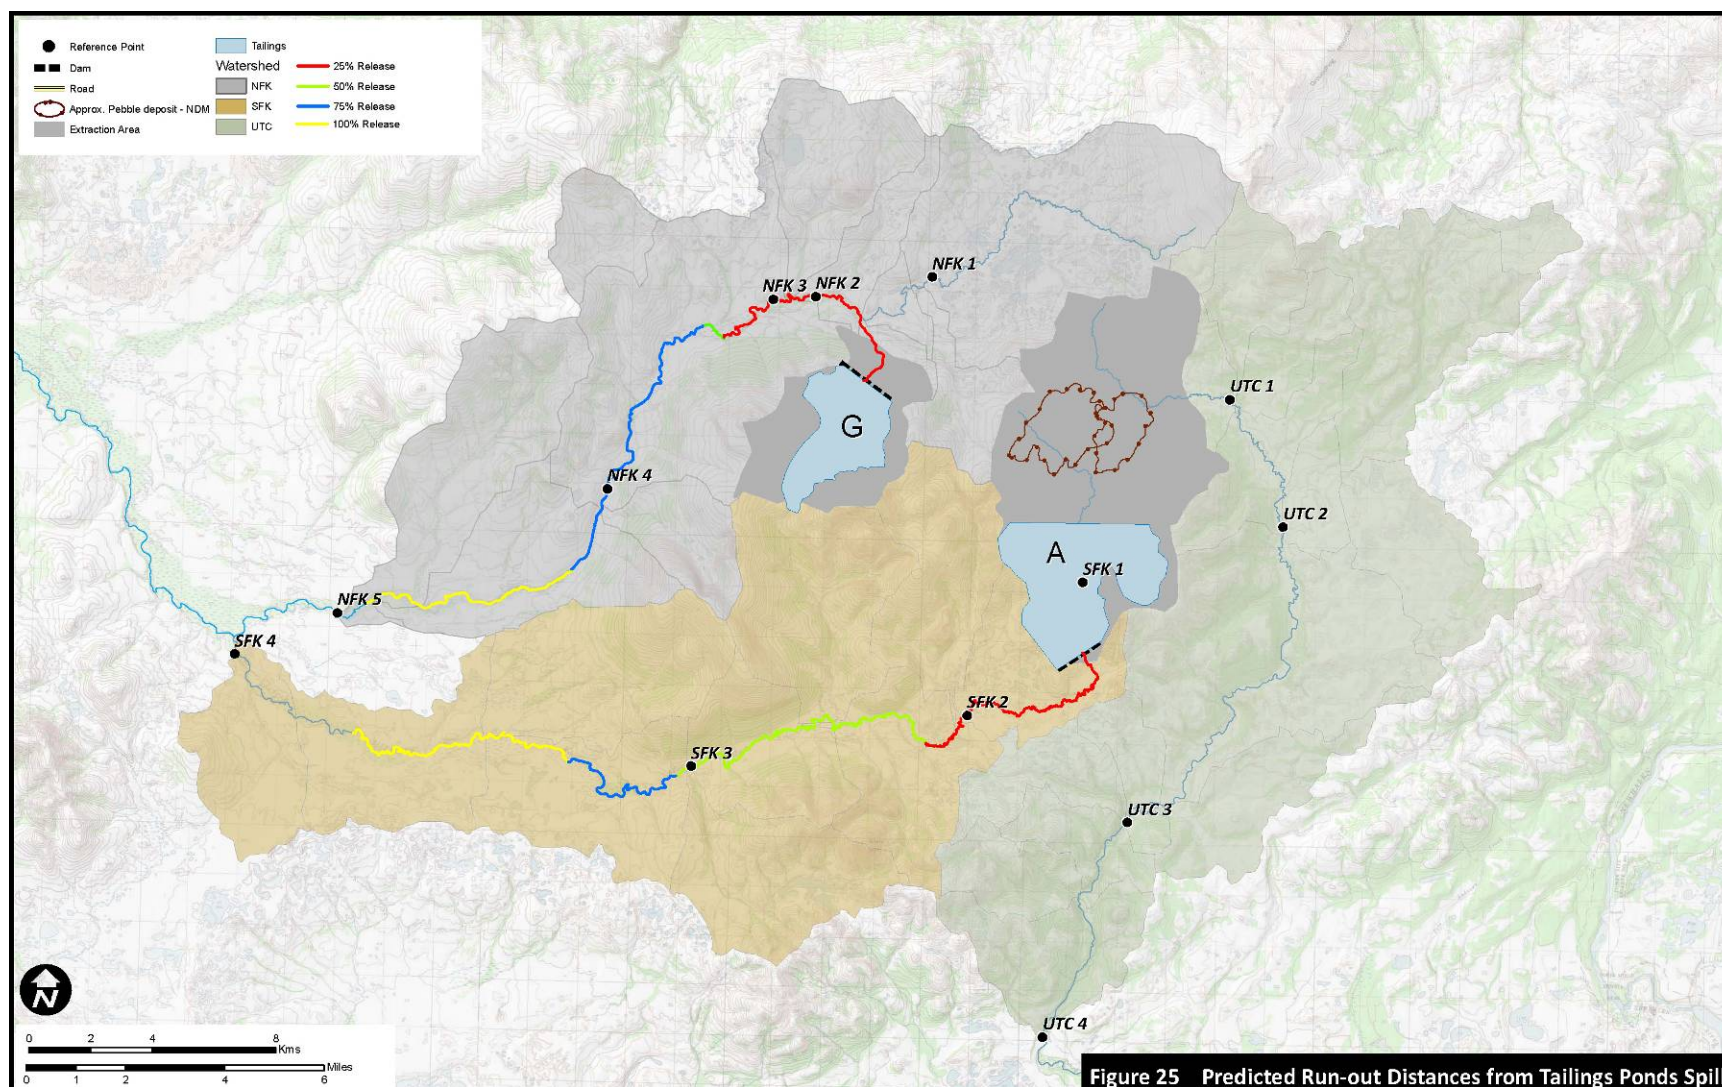 Reference Point
Dam
Road
Approx. Pebble deposit - NDM
Extraction Area
Tailings
Watershed
NFK
SFK
UTC
25% Release
50% Release
75% Release
100% Release
NFK 1
NFK 3
NFK 2
UTC 1
G
NFK 4
UTC 2
A
SFK 1
NFK 5
SFK 4
SFK 2
SFK 3
UTC 3
UTC 4
N
0 2 4 8
Kms
Miles
0 1 2 4 6
Figure 25 Predicted Run-out Distances from Tailings Ponds Spill